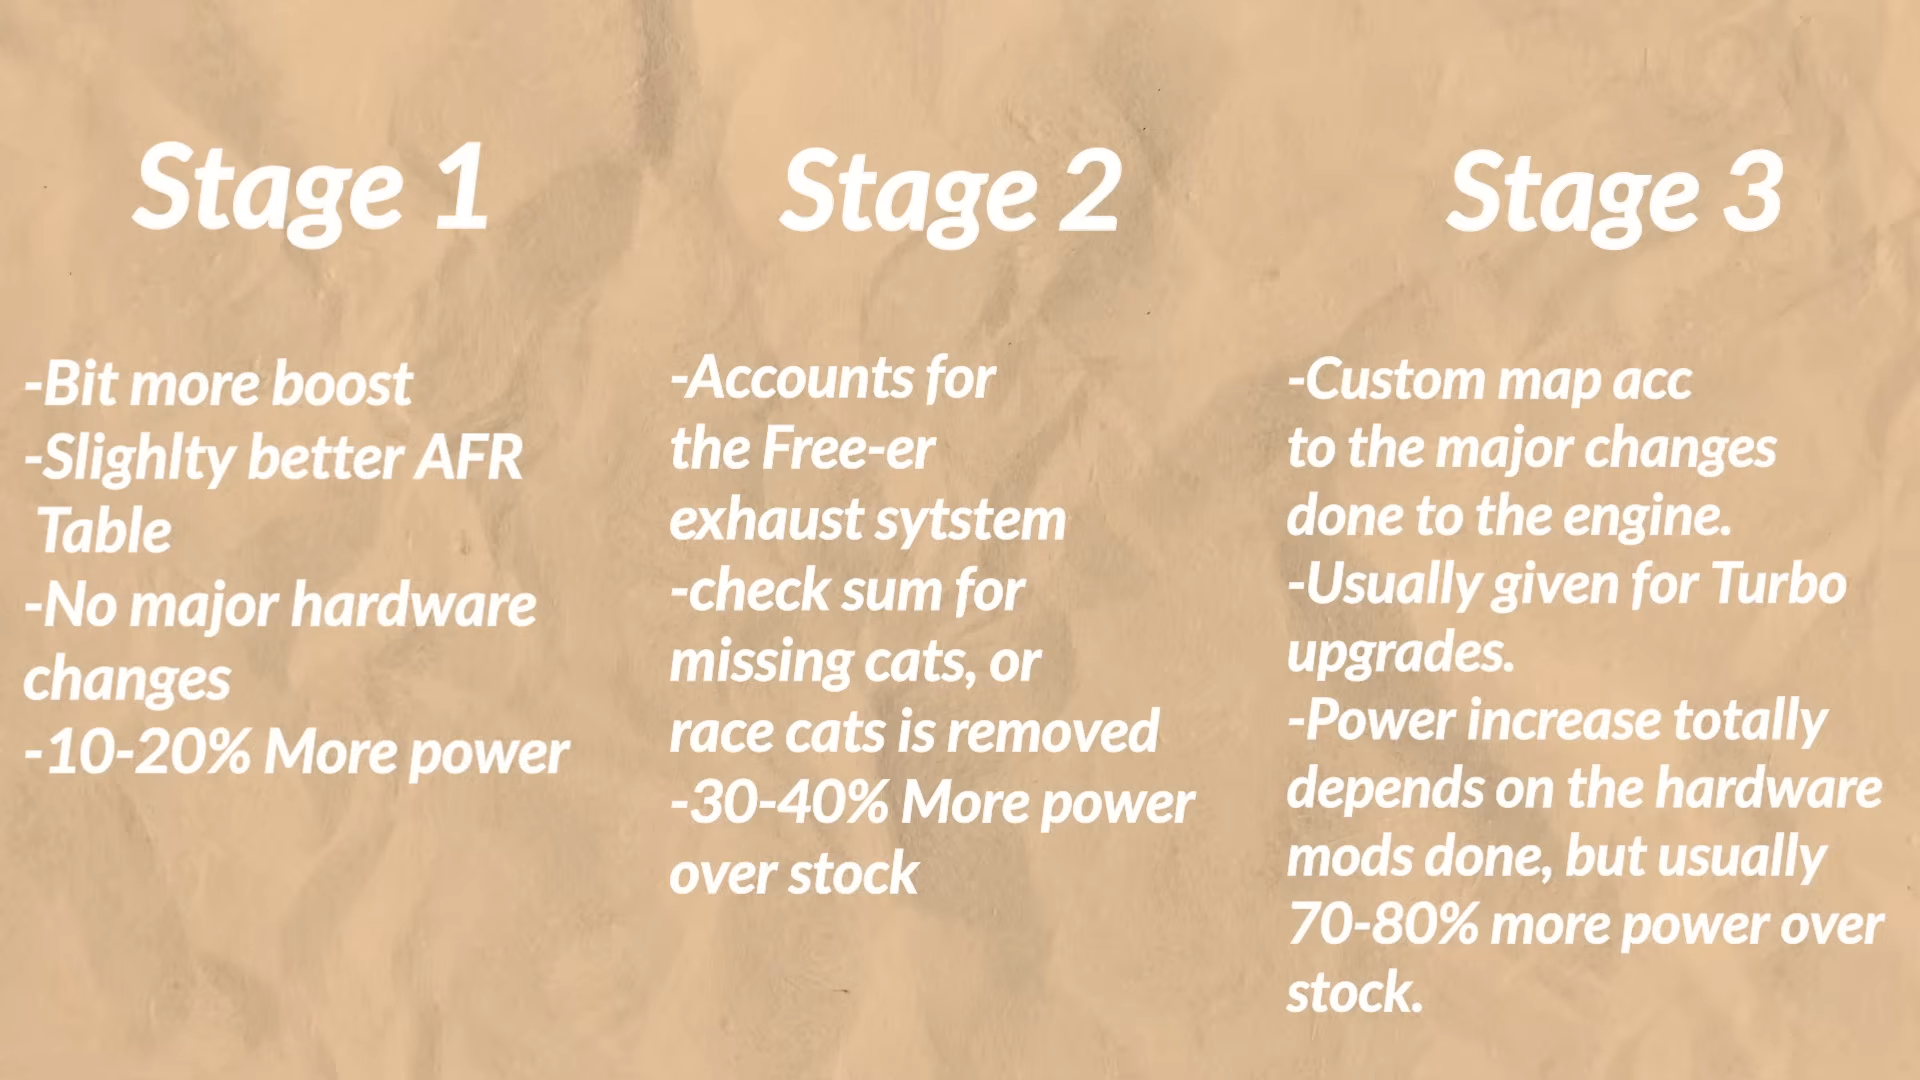 Stage 1
-Bit more boost
-Slighlty better AFR
Table
-No major hardware
changes
-10-20% More power
Stage 2
-Accounts for
the Free-er
exhaust sytstem
-check sum for
missing cats, or
race cats is removed
-30-40% More power
over stock
Stage 3
-Custom map acc
to the major changes
done to the engine.
-Usually given for Turbo
upgrades.
-Power increase totally
depends on the hardware
mods done, but usually
70-80% more power over
stock.